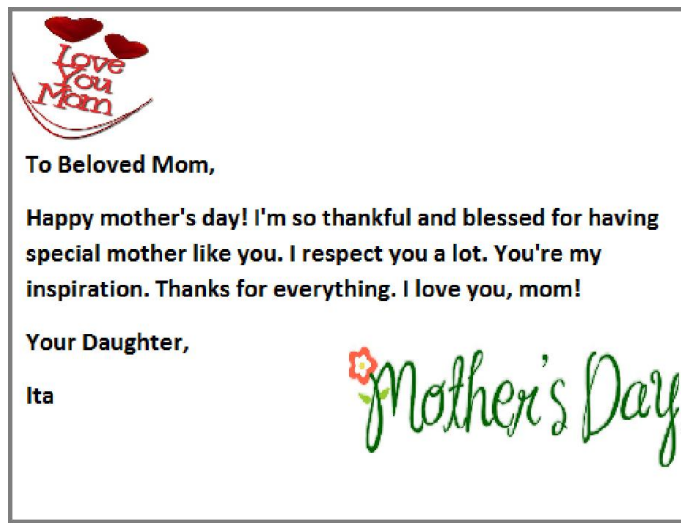 Love
You
Mom
To Beloved Mom,
Happy mother's day! I'm so thankful and blessed for having
special mother like you. I respect you a lot. You're my
inspiration. Thanks for everything. I love you, mom!
Your Daughter,
Ita
Mother's Day